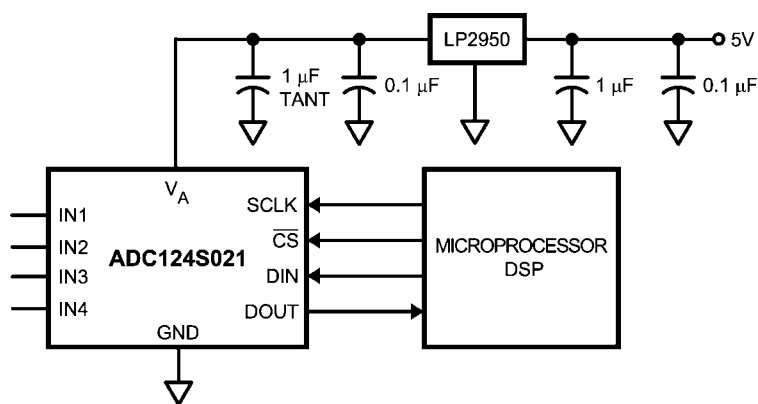 LP2950
5V
1 µF
TANT
0.1 µF
1 µF
0.1 µF
V_A
IN1
IN2
IN3
IN4
ADC124S021
SCLK
C̅S̅
DIN
DOUT
GND
MICROPROCESSOR
DSP